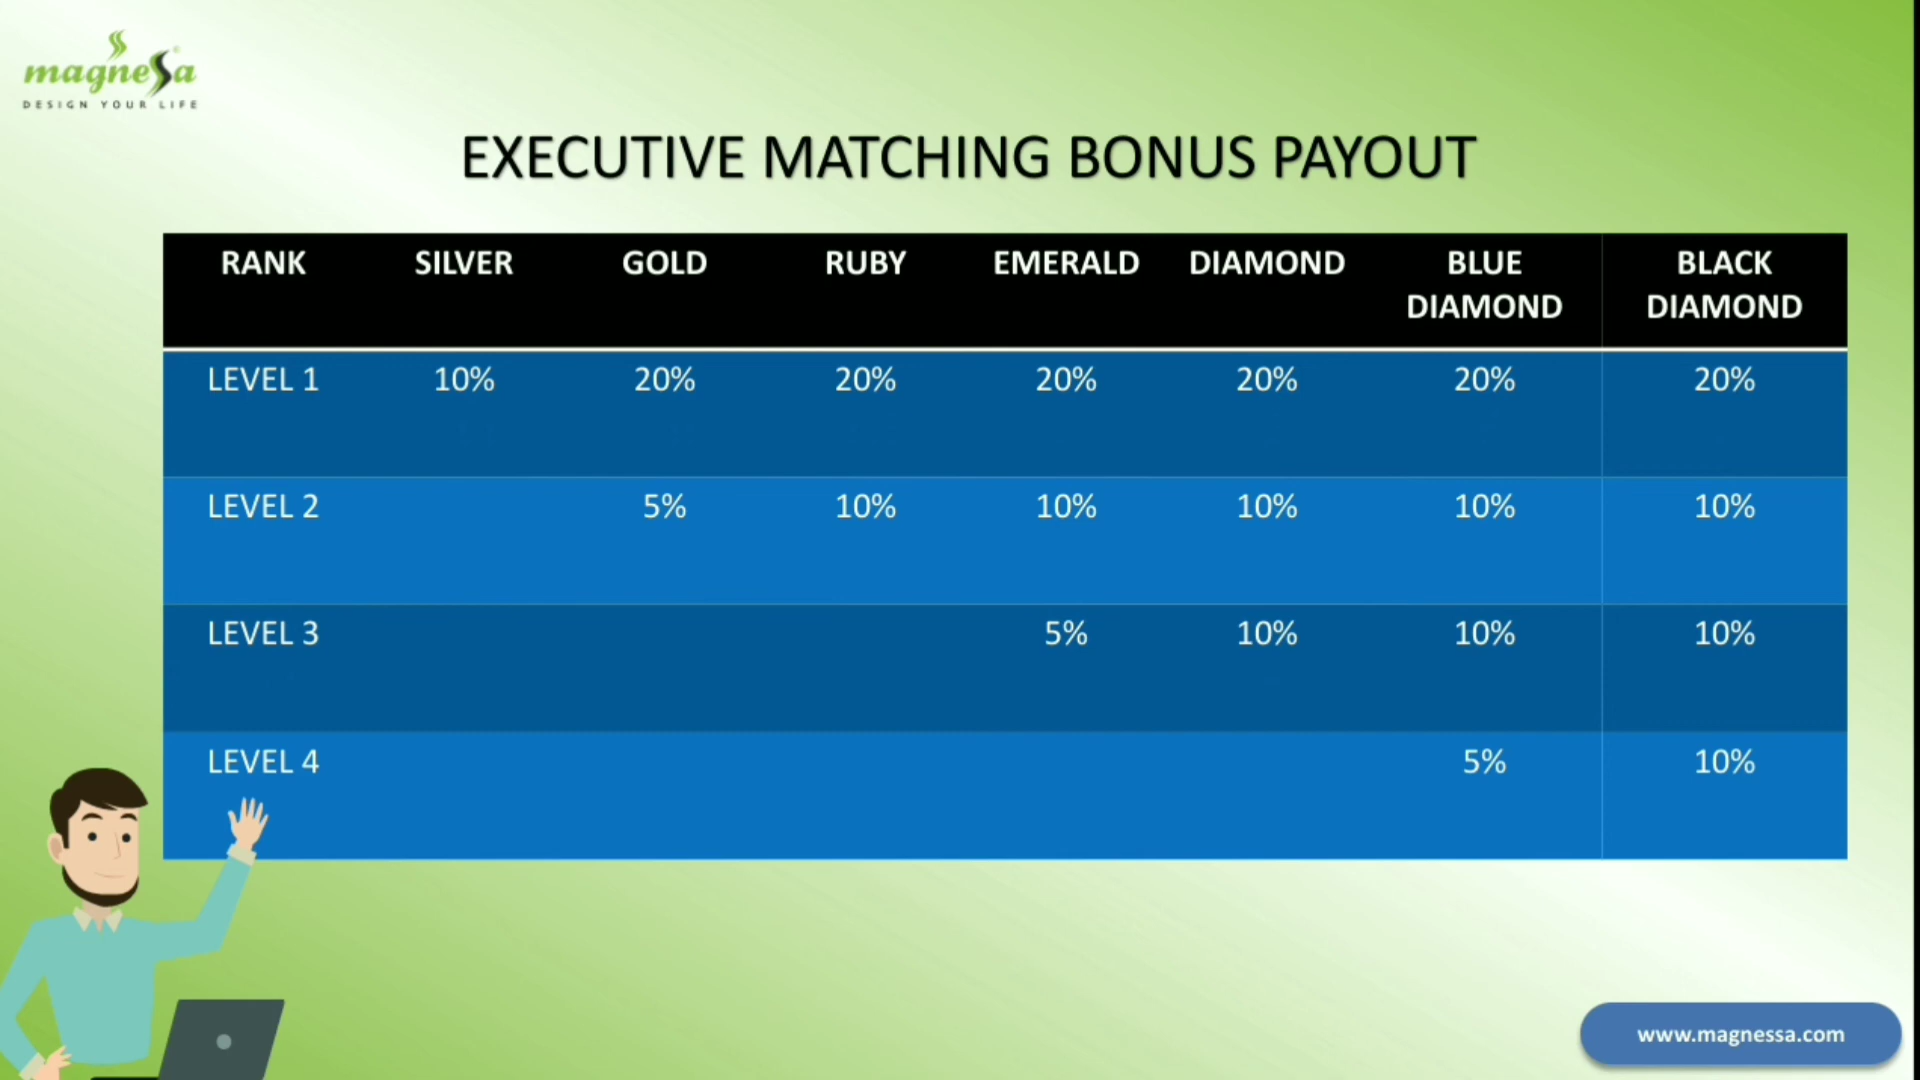 magnessa®
DESIGN YOUR LIFE
EXECUTIVE MATCHING BONUS PAYOUT
RANK SILVER GOLD RUBY EMERALD DIAMOND BLUE DIAMOND BLACK DIAMOND
LEVEL 1 10% 20% 20% 20% 20% 20% 20%
LEVEL 2 5% 10% 10% 10% 10% 10%
LEVEL 3 5% 10% 10% 10%
LEVEL 4 5% 10%
www.magnessa.com